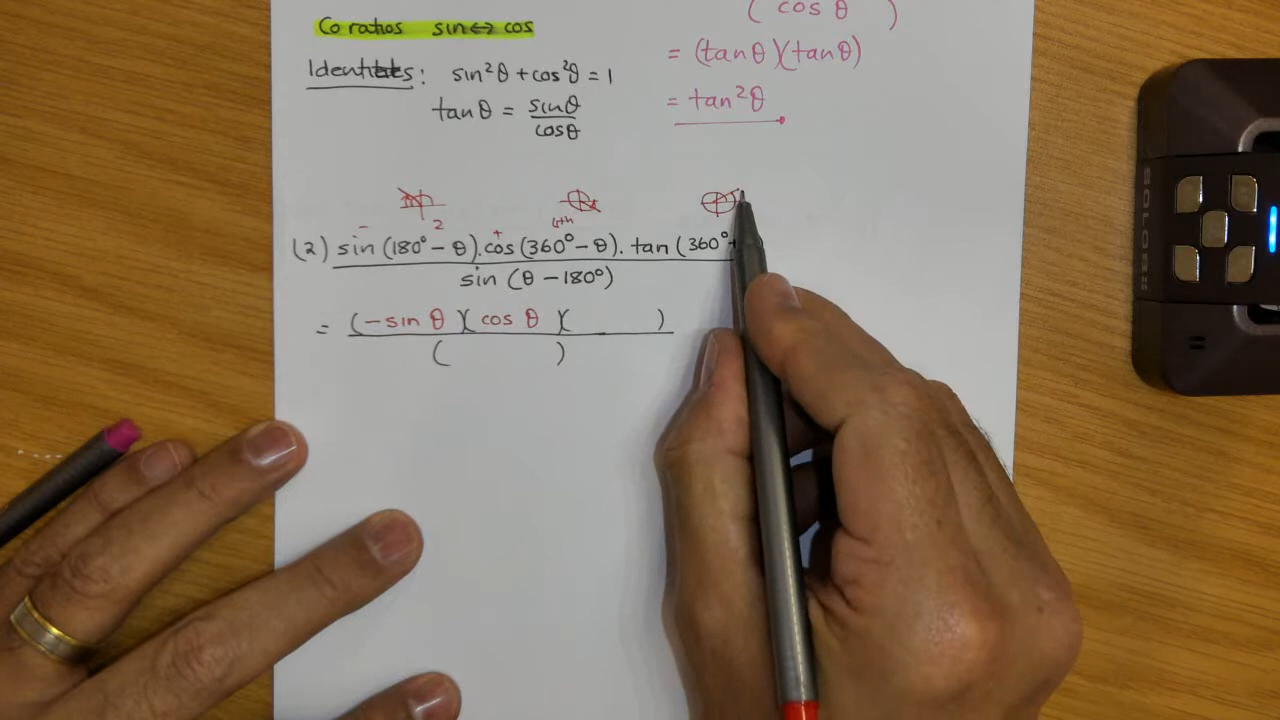 ( cos θ )
Co ratios sin ↔ cos
= (tan θ)(tan θ)
Identities: sin²θ + cos²θ = 1
= tan²θ
tan θ = sinθ/cosθ
- 2 + 4th
(2) sin (180° − θ).cos (360° − θ). tan (360°
sin (θ − 180°)
= (−sin θ)(cos θ)( )
( )
SOLOBE